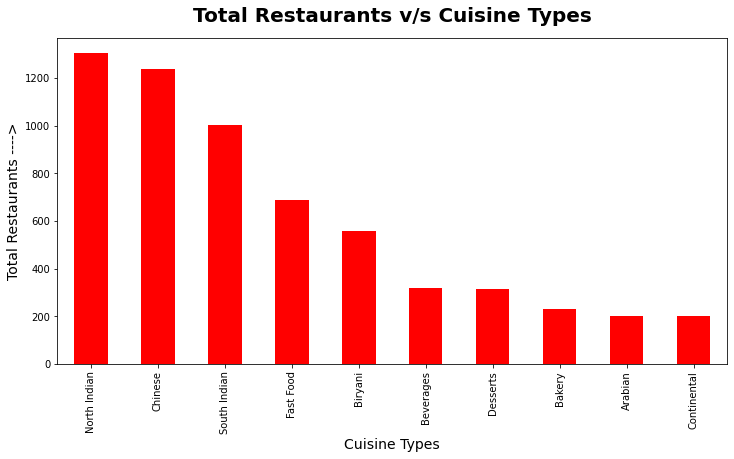 Total Restaurants v/s Cuisine Types
Total Restaurants ---->
1200
1000
800
600
400
200
0
North Indian
Chinese
South Indian
Fast Food
Biryani
Beverages
Desserts
Bakery
Arabian
Continental
Cuisine Types